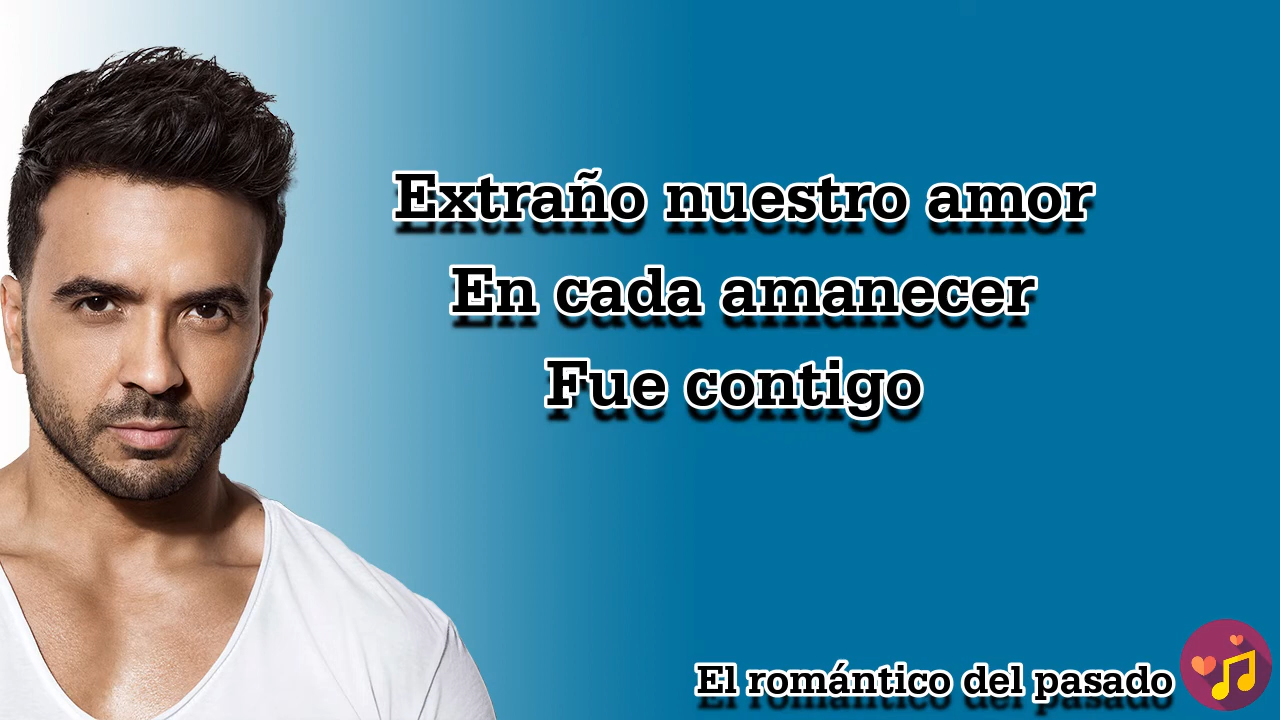 Extraño nuestro amor
En cada amanecer
Fue contigo
El romántico del pasado